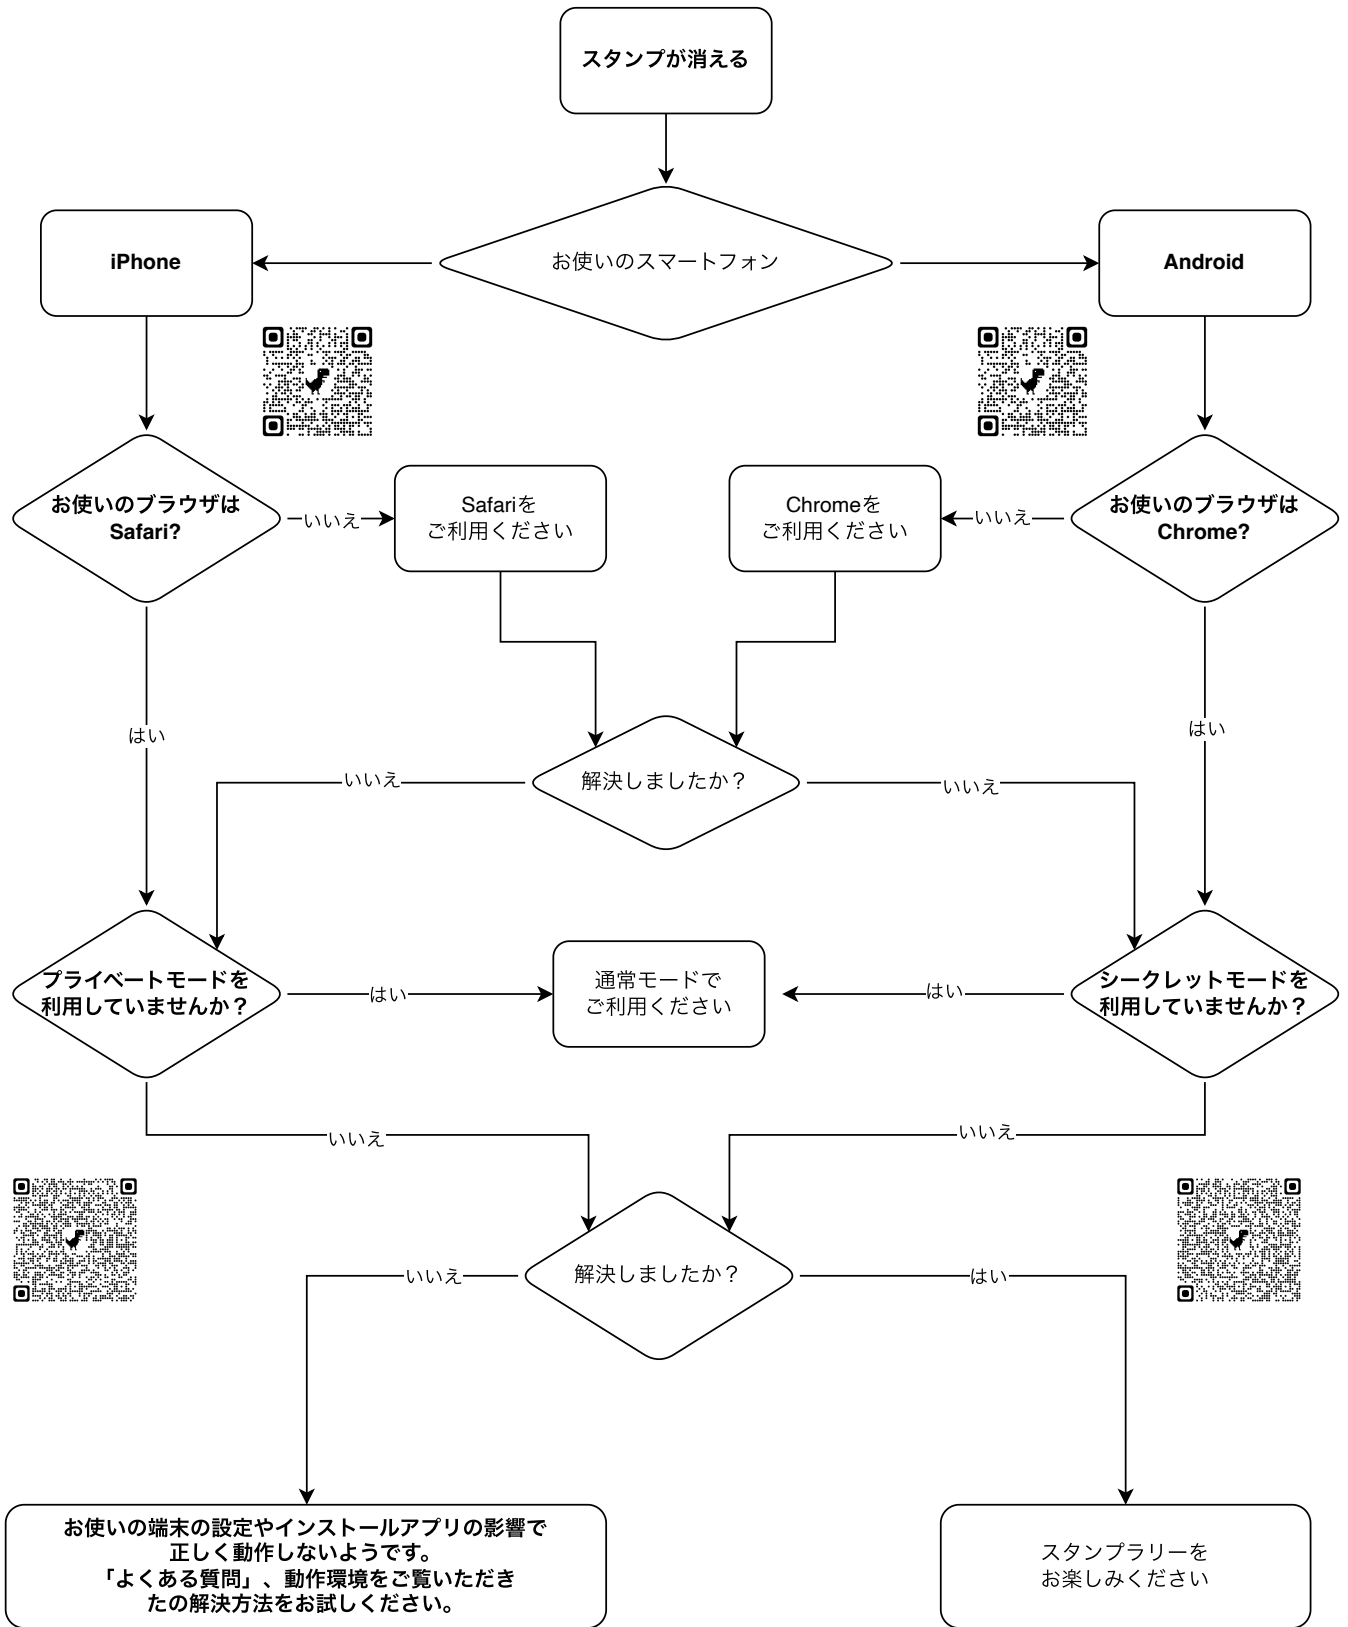 スタンプが消える
お使いのスマートフォン
iPhone
Android
お使いのブラウザは
Safari?
いいえ
Safariを
ご利用ください
Chromeを
ご利用ください
いいえ
お使いのブラウザは
Chrome?
はい
はい
解決しましたか？
いいえ
いいえ
プライベートモードを
利用していませんか？
はい
通常モードで
ご利用ください
はい
シークレットモードを
利用していませんか？
いいえ
いいえ
解決しましたか？
いいえ
はい
お使いの端末の設定やインストールアプリの影響で
正しく動作しないようです。
「よくある質問」、動作環境をご覧いただき
たの解決方法をお試しください。
スタンプラリーを
お楽しみください